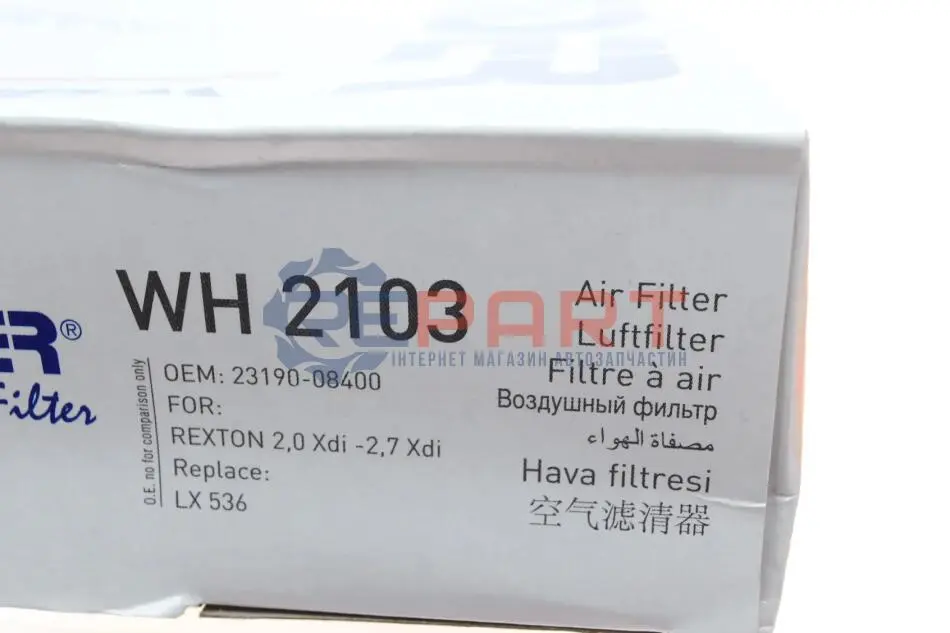 WH 2103
ER®
Filter
O.E. no for comparison only
OEM: 23190-08400
FOR:
REXTON 2,0 Xdi -2,7 Xdi
Replace:
LX 536
Air Filter
Luftfilter
Filtre à air
Воздушный фильтр
مصفاة الهواء
Hava filtresi
空气滤清器
REPART
ІНТЕРНЕТ МАГАЗИН АВТОЗАПЧАСТИН